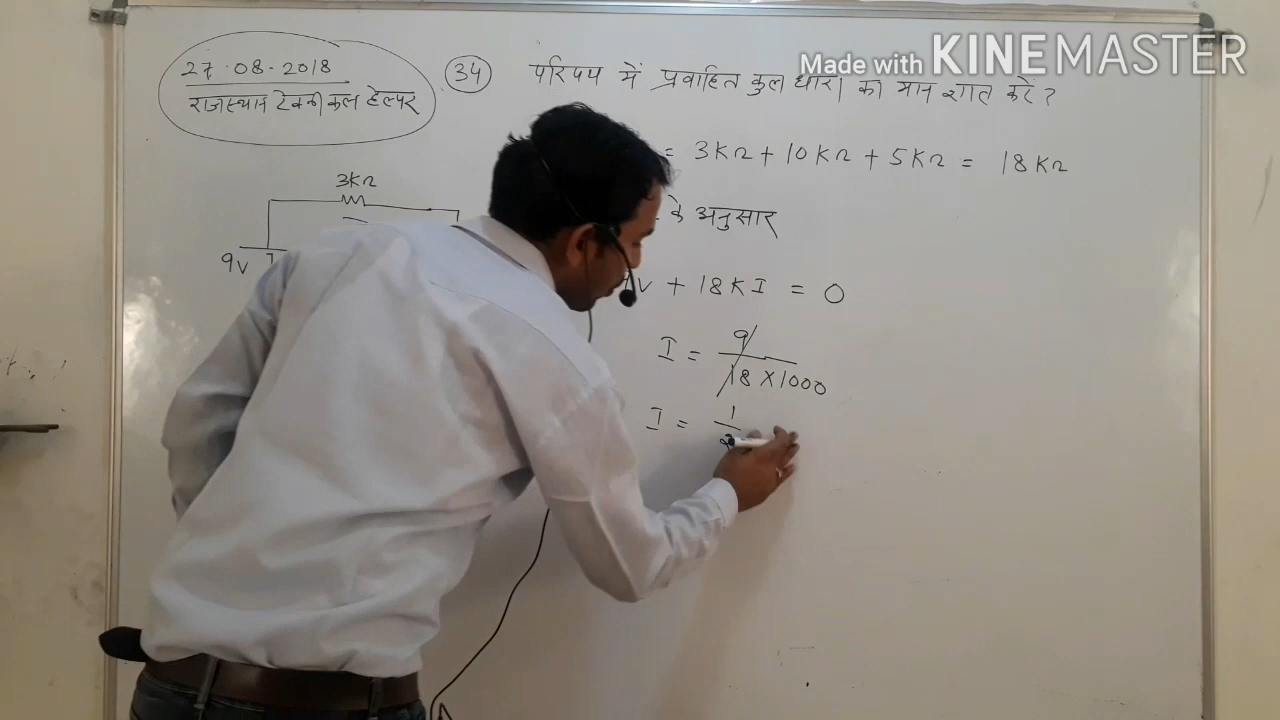 Made with KINEMASTER
27.08.2018
राजस्थान टेक्नीकल हेल्पर
34 परिपथ में प्रवाहित कुल धारा का मान ज्ञात करे ?
= 3KΩ + 10KΩ + 5KΩ = 18KΩ
3KΩ
के अनुसार
9V
V + 18KI = 0
I = 9 / 18 X 1000
I = 1 / 2